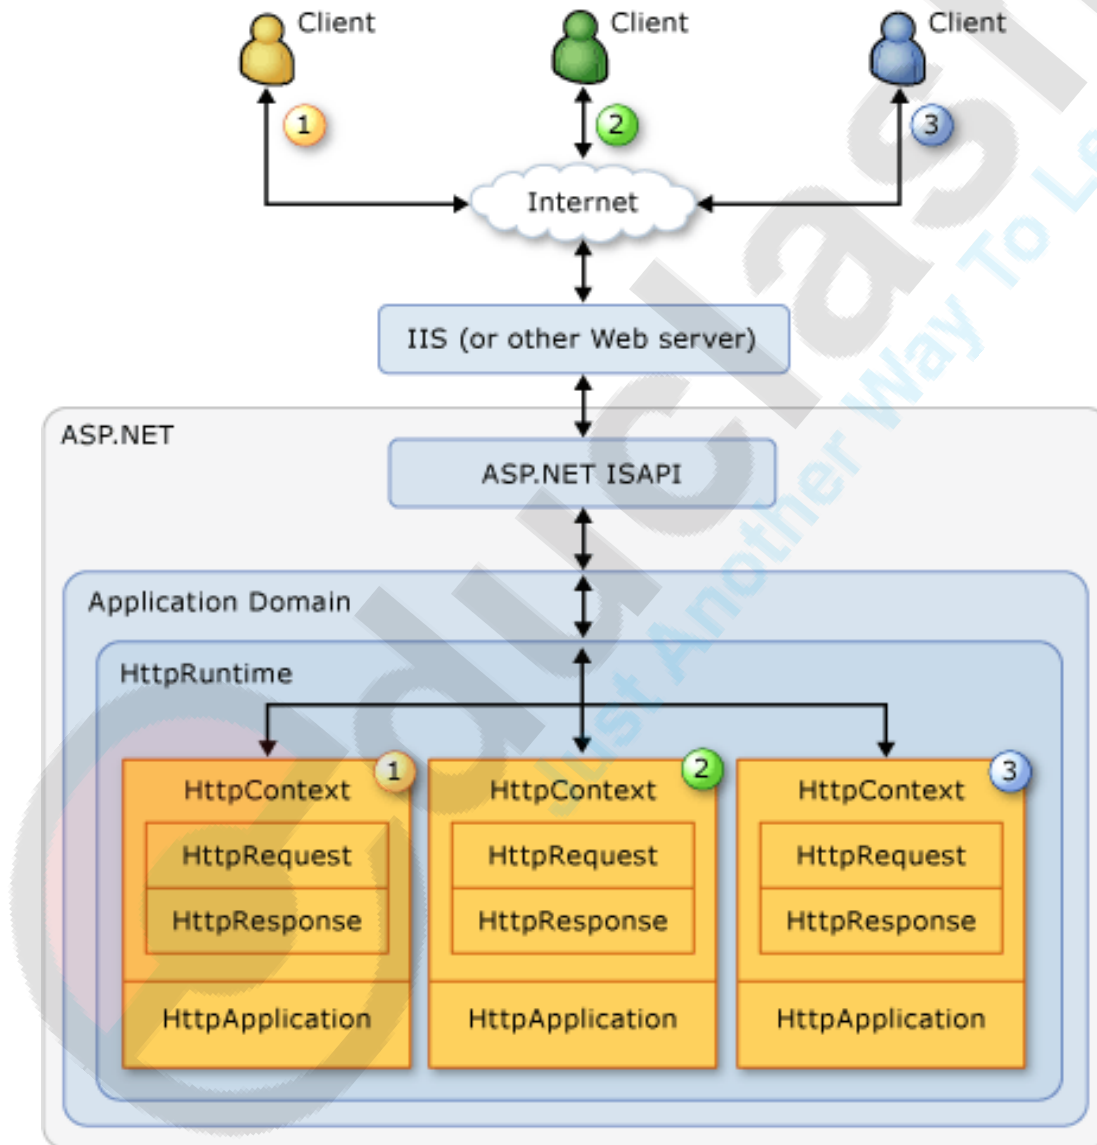 Client Client Client
1 2 3
Internet
IIS (or other Web server)
ASP.NET
ASP.NET ISAPI
Application Domain
HttpRuntime
1 2 3
HttpContext HttpContext HttpContext
HttpRequest HttpRequest HttpRequest
HttpResponse HttpResponse HttpResponse
HttpApplication HttpApplication HttpApplication
educlash
Just Another Way To